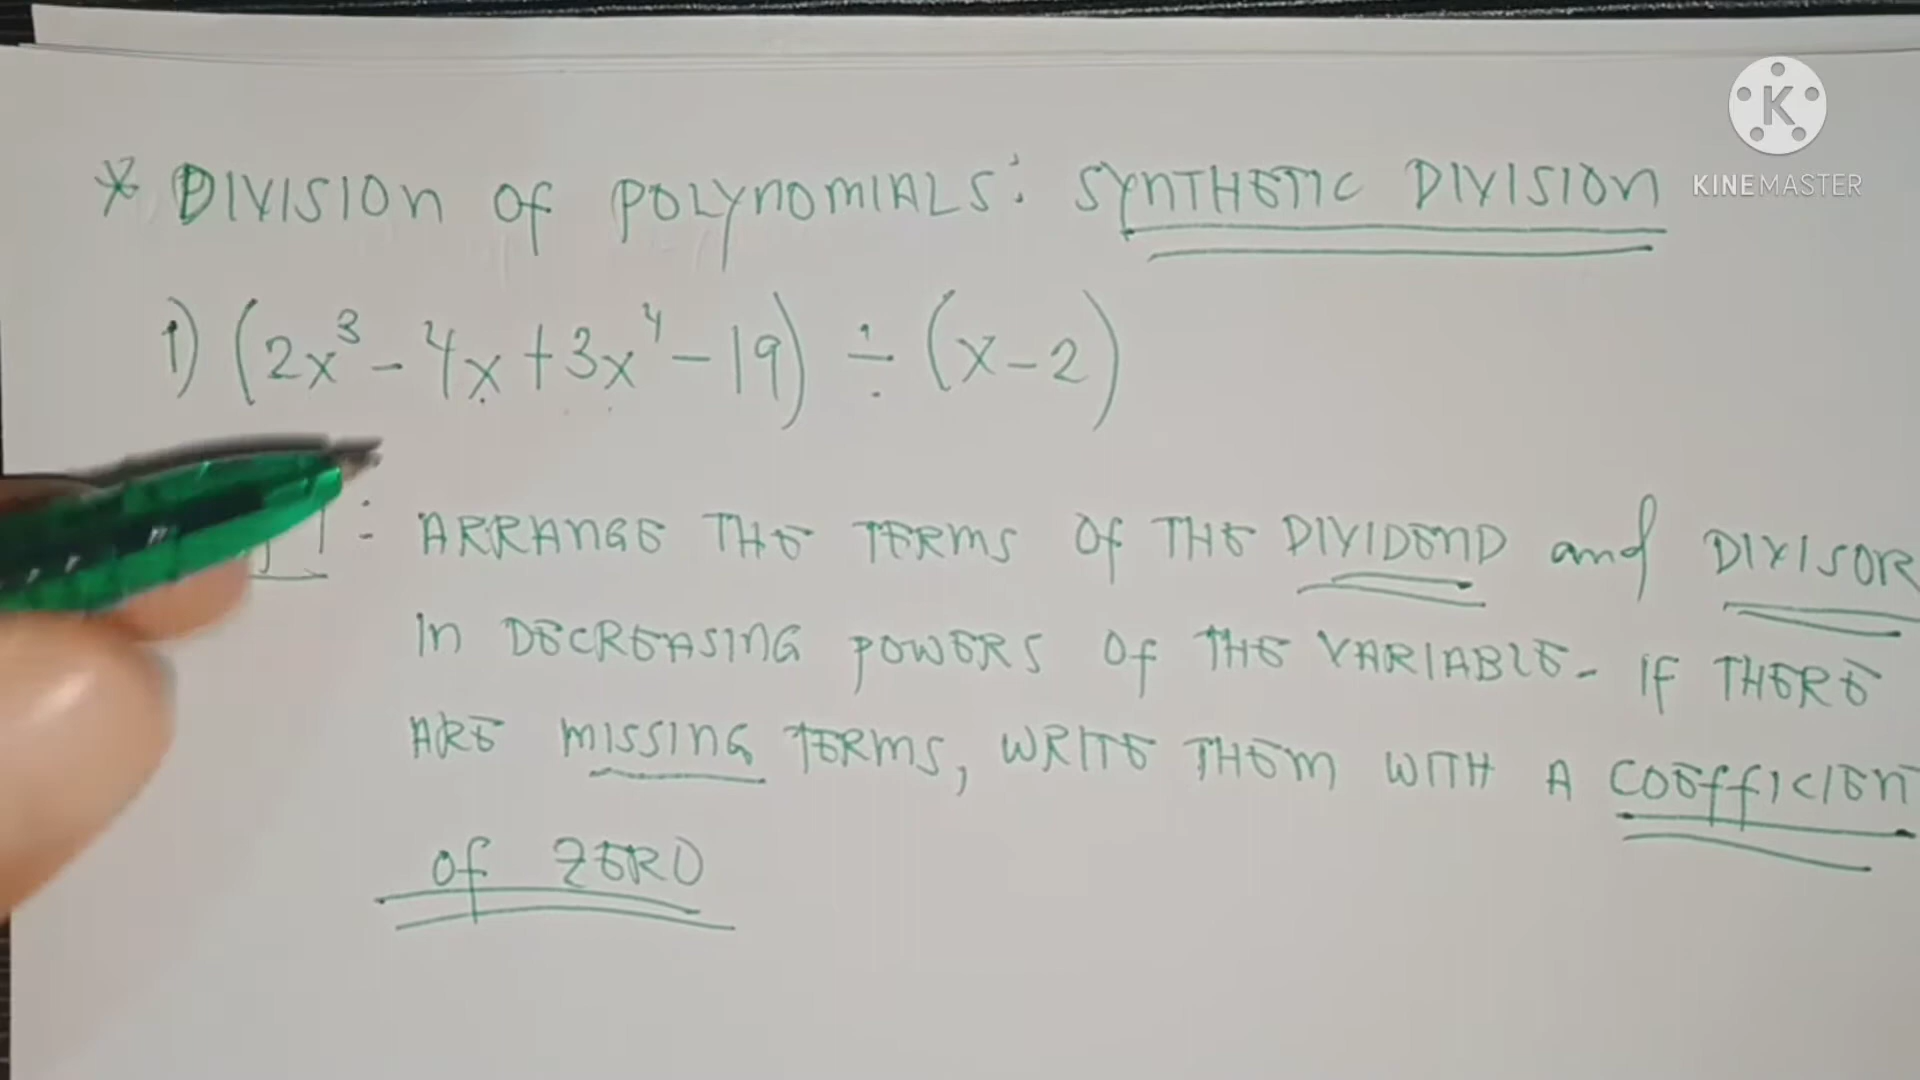 K
KINEMASTER
* DIVISION OF POLYNOMIALS: SYNTHETIC DIVISION
1) (2x³ - 4x + 3x⁴ - 19) ÷ (x - 2)
: ARRANGE THE TERMS OF THE DIVIDEND and DIVISOR
IN DECREASING POWERS OF THE VARIABLE. IF THERE
ARE MISSING TERMS, WRITE THEM WITH A COEFFICIENT
OF ZERO